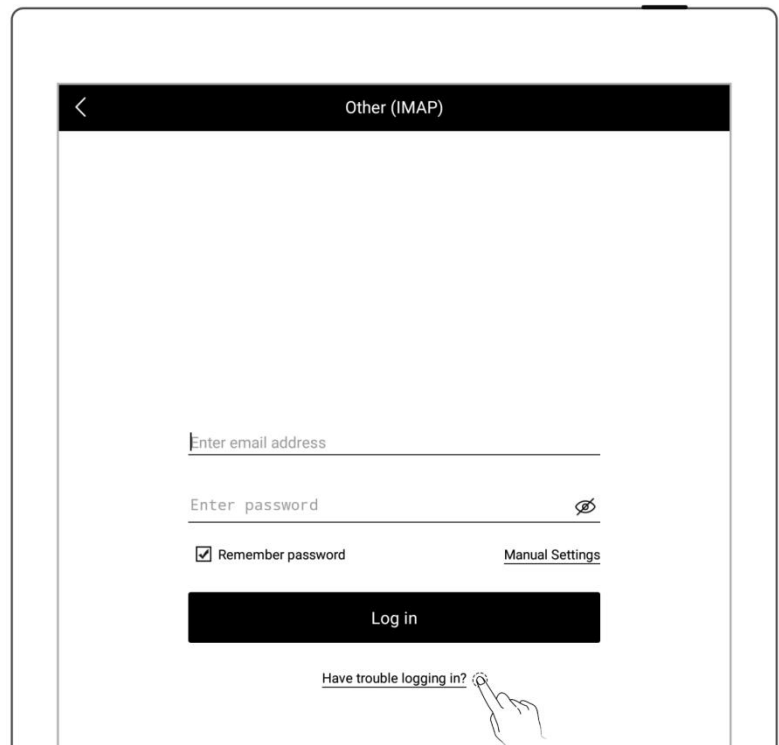 Other (IMAP)
Enter email address
Enter password
Remember password Manual Settings
Log in
Have trouble logging in?